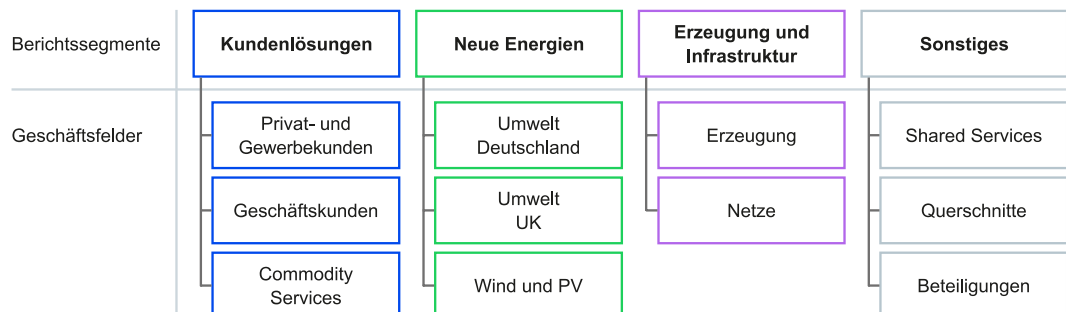 Berichtssegmente
Kundenlösungen
Neue Energien
Erzeugung und
Infrastruktur
Sonstiges
Geschäftsfelder
Privat- und
Gewerbekunden
Umwelt
Deutschland
Erzeugung
Shared Services
Geschäftskunden
Umwelt
UK
Netze
Querschnitte
Commodity
Services
Wind und PV
Beteiligungen